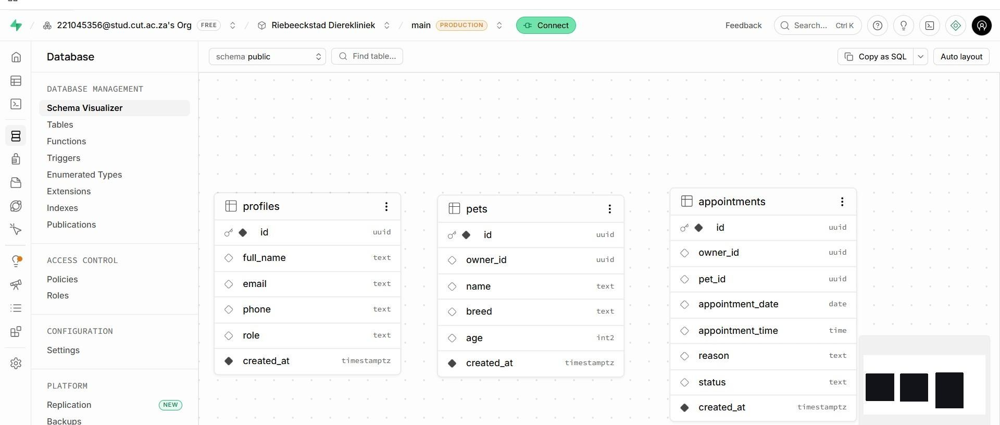 221045356@stud.cut.ac.za's Org FREE / Riebeeckstad Dierekliniek / main PRODUCTION Connect Feedback Search... Ctrl K
Database
schema public Find table... Copy as SQL Auto layout
DATABASE MANAGEMENT
Schema Visualizer
Tables
Functions
Triggers
Enumerated Types
Extensions
Indexes
Publications
ACCESS CONTROL
Policies
Roles
CONFIGURATION
Settings
PLATFORM
Replication NEW
Backups
profiles
id uuid
full_name text
email text
phone text
role text
created_at timestamptz
pets
id uuid
owner_id uuid
name text
breed text
age int2
created_at timestamptz
appointments
id uuid
owner_id uuid
pet_id uuid
appointment_date date
appointment_time time
reason text
status text
created_at timestamptz